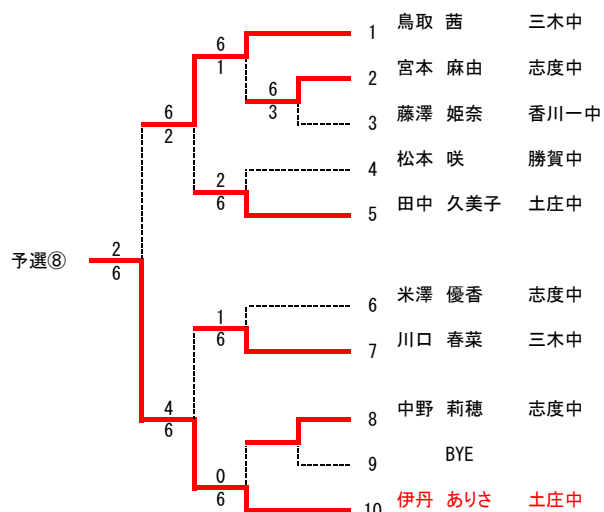 1 鳥取 茜 三木中
6
1
2 宮本 麻由 志度中
6
3
3 藤澤 姫奈 香川一中
6
2
4 松本 咲 勝賀中
2
6
5 田中 久美子 土庄中
予選⑧
2
6
6 米澤 優香 志度中
1
6
7 川口 春菜 三木中
4
6
8 中野 莉穂 志度中
9 BYE
0
6
10 伊丹 ありさ 土庄中